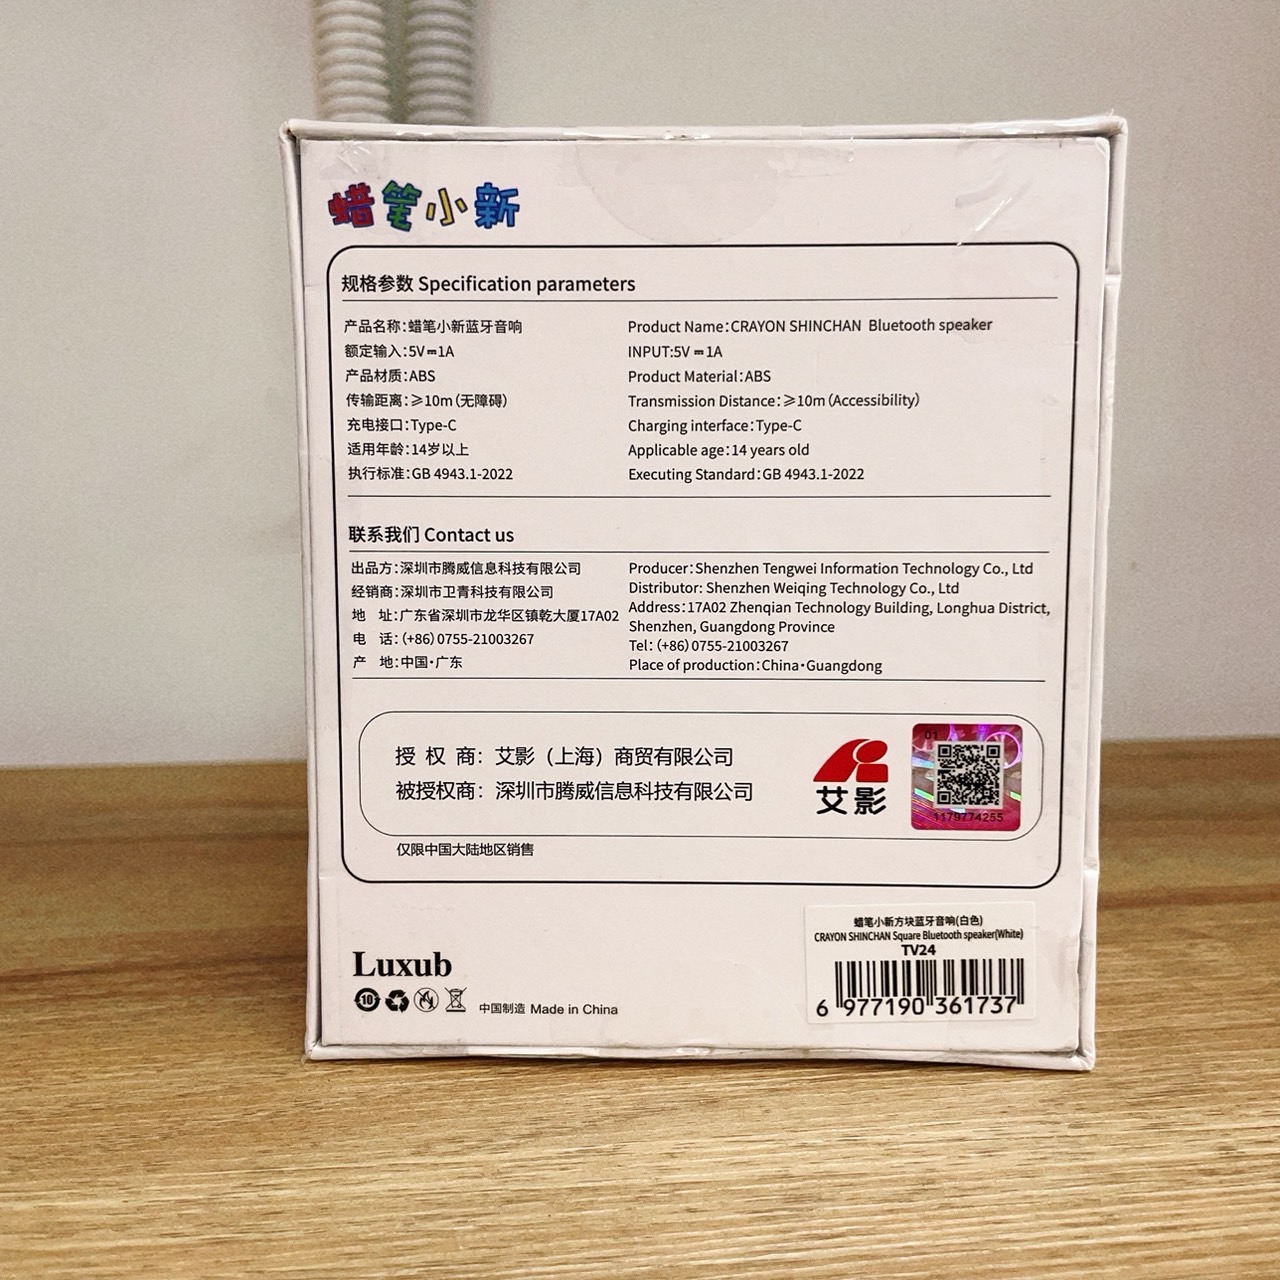 蜡笔小新
规格参数 Specification parameters
产品名称:蜡笔小新蓝牙音响
额定输入:5V⎓1A
产品材质:ABS
传输距离:≥10m(无障碍)
充电接口:Type-C
适用年龄:14岁以上
执行标准:GB 4943.1-2022
Product Name:CRAYON SHINCHAN Bluetooth speaker
INPUT:5V⎓1A
Product Material:ABS
Transmission Distance:≥10m(Accessibility)
Charging interface:Type-C
Applicable age:14 years old
Executing Standard:GB 4943.1-2022
联系我们 Contact us
出品方:深圳市腾威信息科技有限公司
经销商:深圳市卫青科技有限公司
地 址:广东省深圳市龙华区镇乾大厦17A02
电 话:(+86)0755-21003267
产 地:中国·广东
Producer:Shenzhen Tengwei Information Technology Co., Ltd
Distributor: Shenzhen Weiqing Technology Co., Ltd
Address:17A02 Zhenqian Technology Building, Longhua District,
Shenzhen, Guangdong Province
Tel:(+86)0755-21003267
Place of production:China·Guangdong
授 权 商: 艾影(上海)商贸有限公司
被授权商: 深圳市腾威信息科技有限公司
艾影
01
1179774255
仅限中国大陆地区销售
Luxub
10
中国制造 Made in China
蜡笔小新方块蓝牙音响(白色)
CRAYON SHINCHAN Square Bluetooth speaker(White)
TV24
6 977190 361737